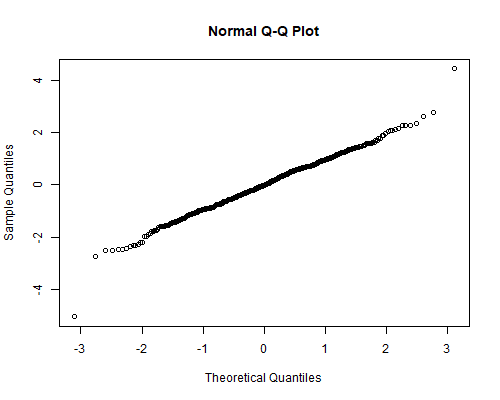 Normal Q-Q Plot
Sample Quantiles
4
2
0
-2
-4
-3 -2 -1 0 1 2 3
Theoretical Quantiles